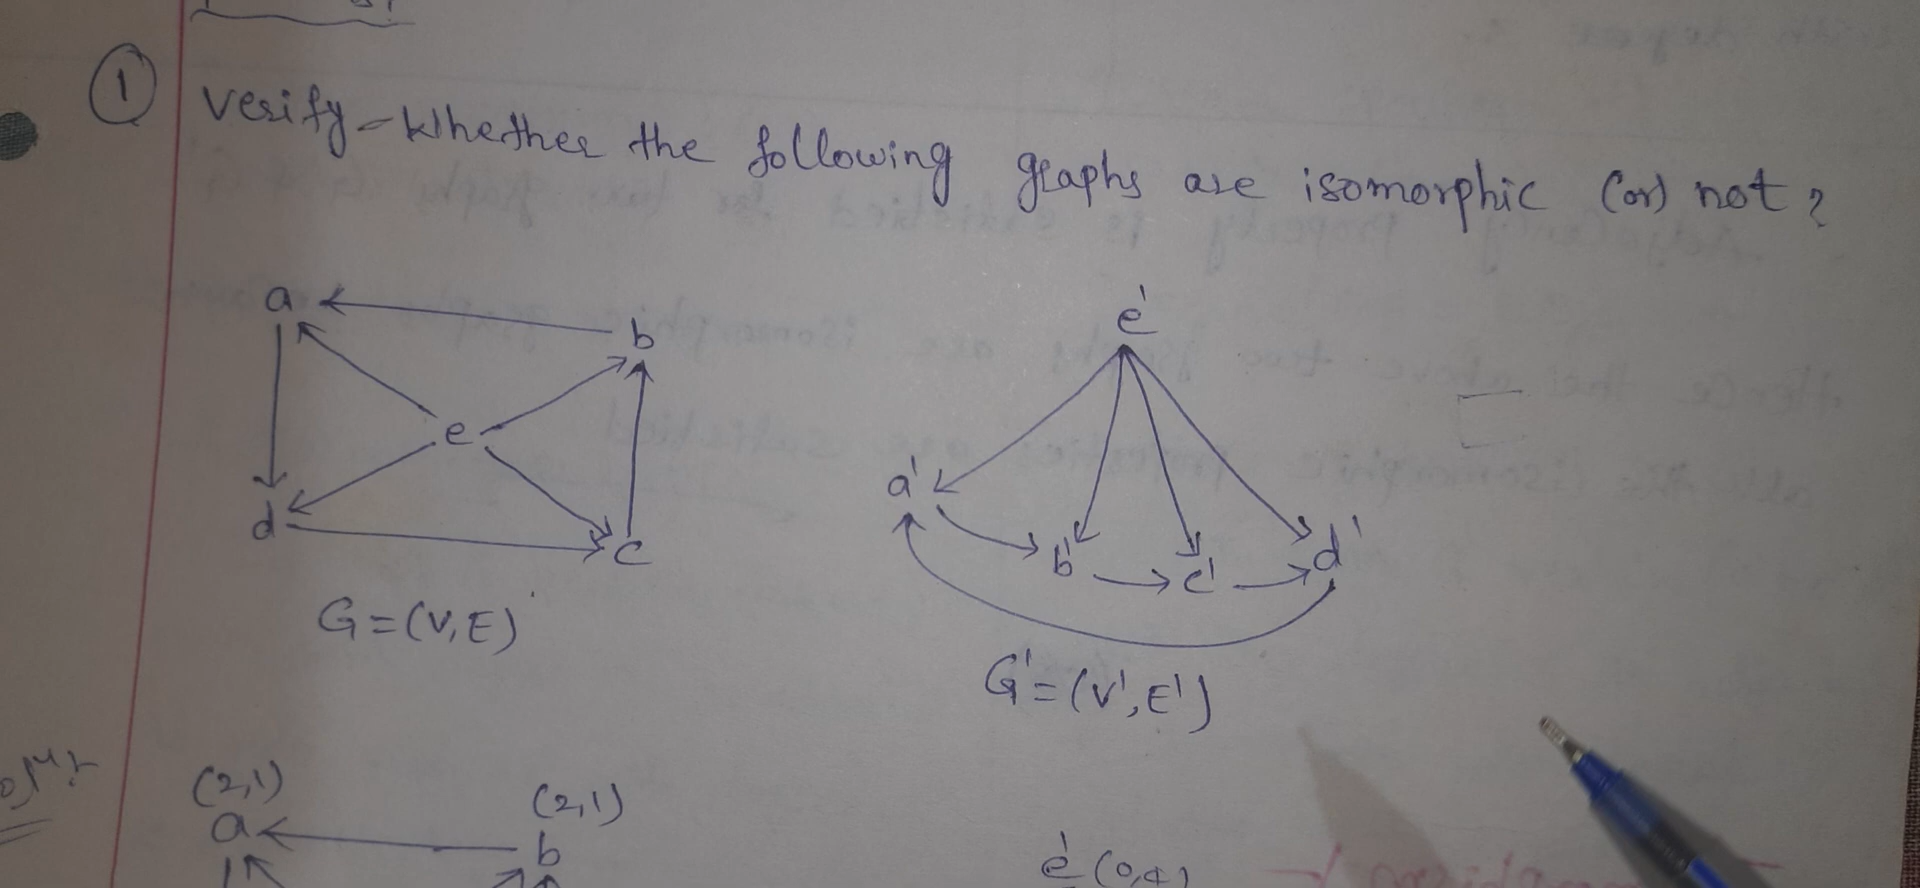 ① Verify - Whether the following graphs are isomorphic (or) not?
e'
a b
e
a'
d c
b' c' d'
G=(V,E)
G'=(V',E')
(2,1) (2,1)
a b
e' (0,4)